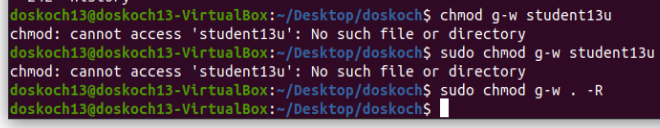 doskoch13@doskoch13-VirtualBox:~/Desktop/doskoch$ chmod g-w student13u
chmod: cannot access 'student13u': No such file or directory
doskoch13@doskoch13-VirtualBox:~/Desktop/doskoch$ sudo chmod g-w student13u
chmod: cannot access 'student13u': No such file or directory
doskoch13@doskoch13-VirtualBox:~/Desktop/doskoch$ sudo chmod g-w . -R
doskoch13@doskoch13-VirtualBox:~/Desktop/doskoch$